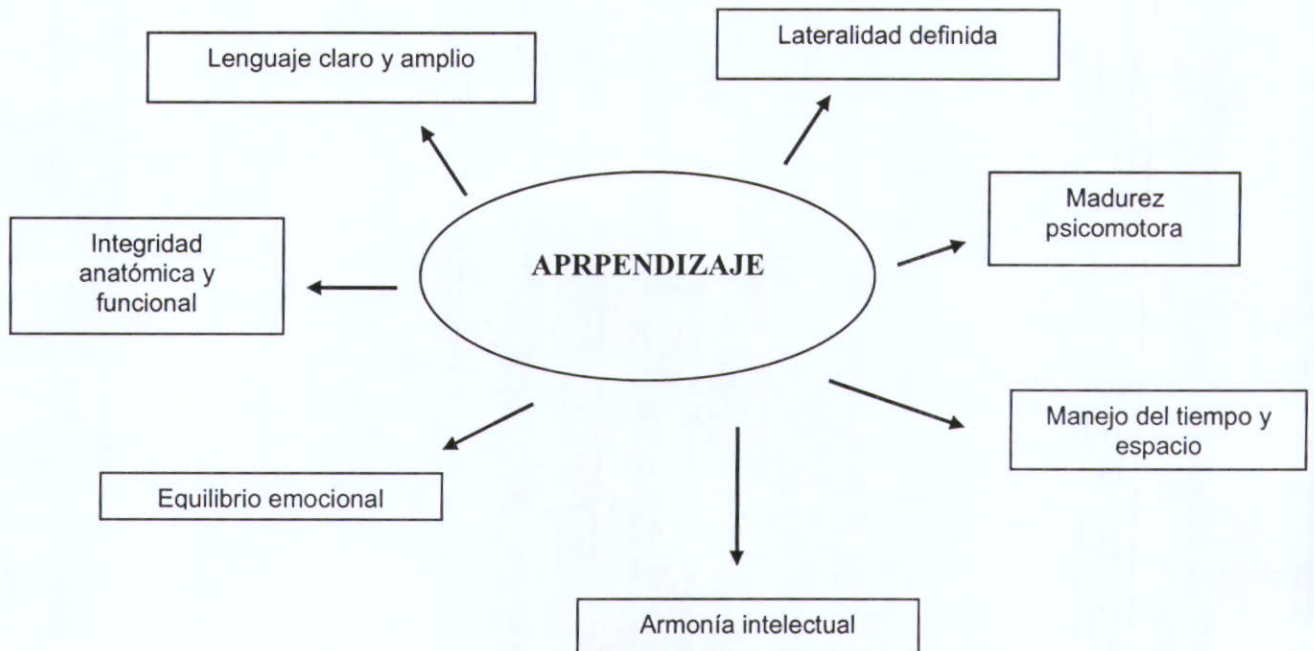 Lenguaje claro y amplio
Lateralidad definida
Madurez
psicomotora
Integridad
anatómica y
funcional
APRPENDIZAJE
Manejo del tiempo y
espacio
Equilibrio emocional
Armonía intelectual